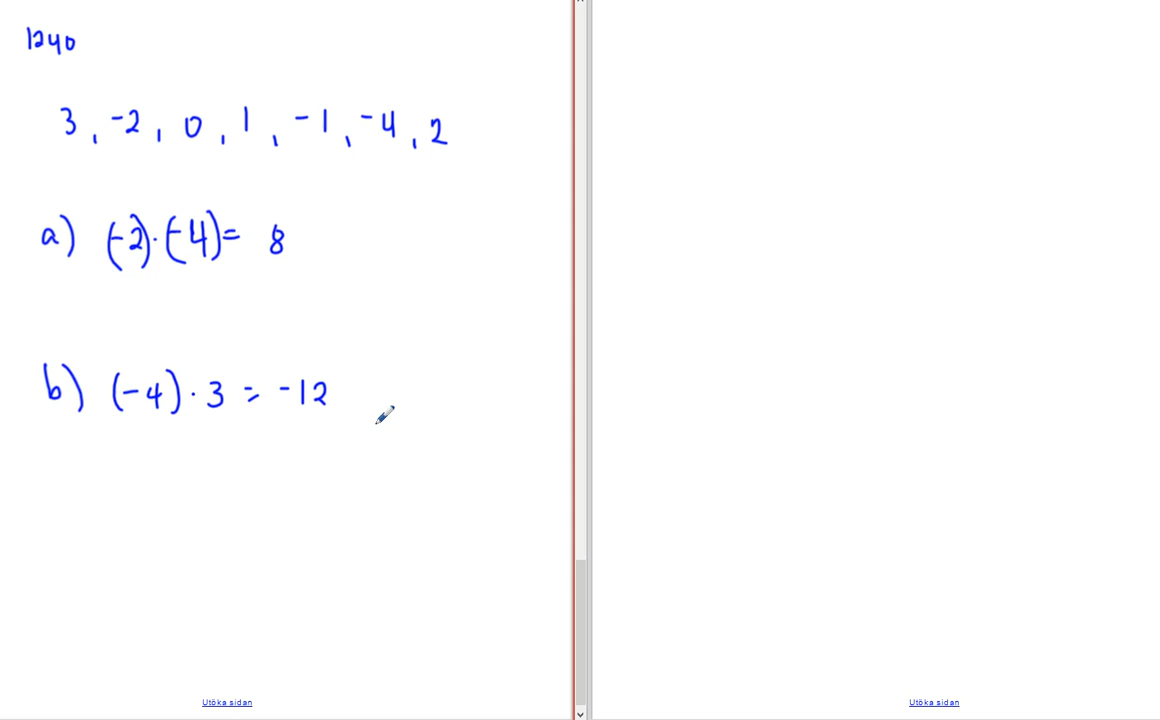 1240
3, -2, 0, 1, -1, -4, 2
a) (-2)·(-4)= 8
b) (-4)·3 = -12
Utöka sidan
Utöka sidan